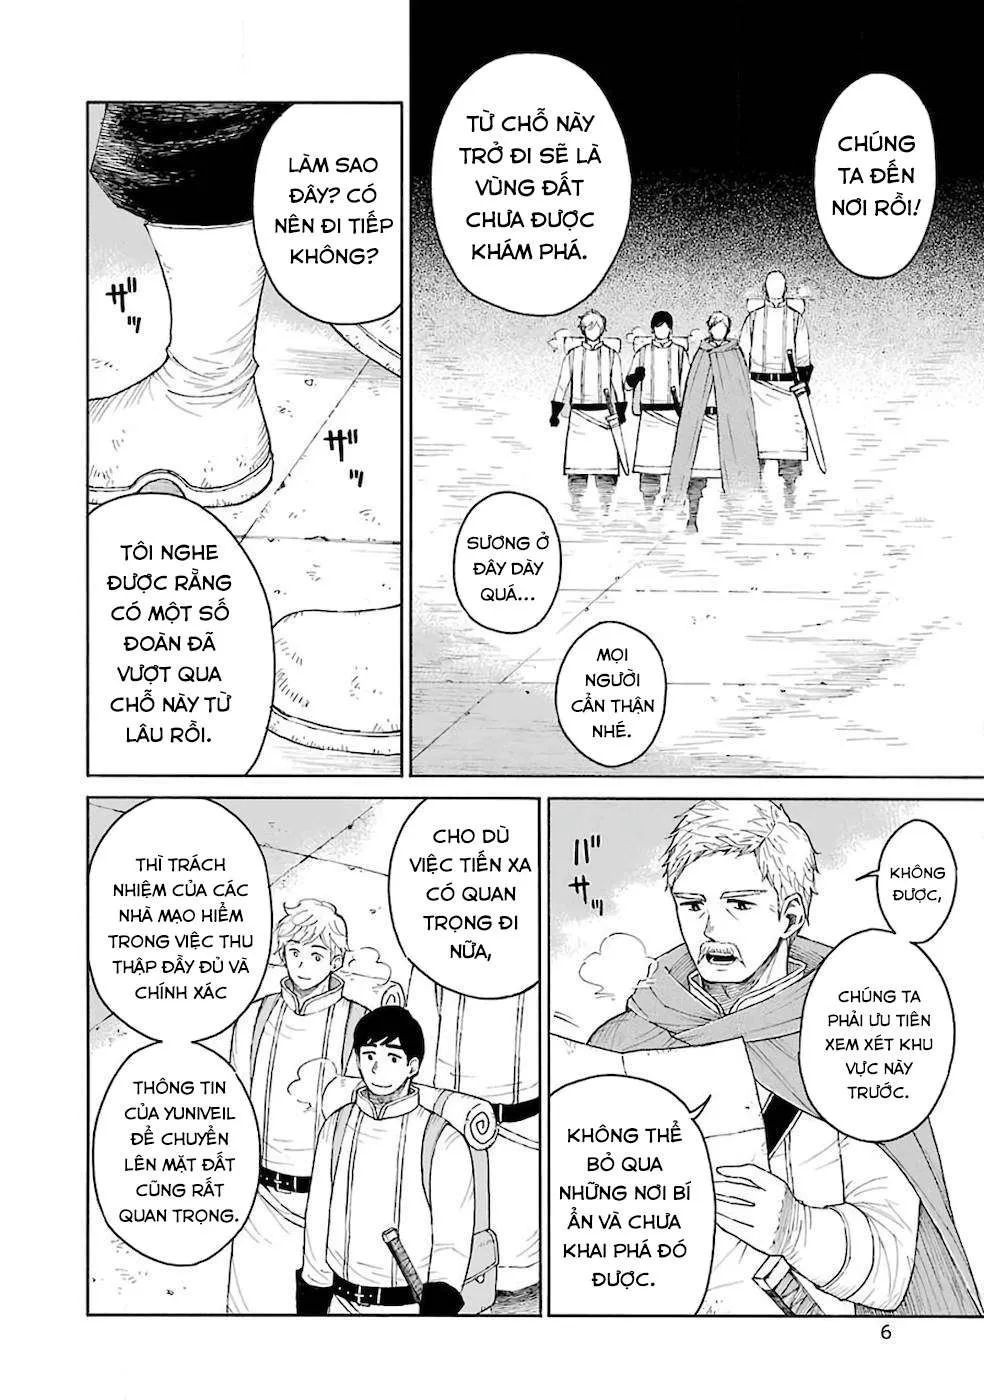 CHÚNG
TA ĐẾN
NƠI RỒI!
TỪ CHỖ NÀY
TRỞ ĐI SẼ LÀ
VÙNG ĐẤT
CHƯA ĐƯỢC
KHÁM PHÁ.
SƯƠNG Ở
ĐÂY DÀY
QUÁ...
MỌI
NGƯỜI
CẨN THẬN
NHÉ.
LÀM SAO
ĐÂY? CÓ
NÊN ĐI TIẾP
KHÔNG?
ザッ
ザッ
TÔI NGHE
ĐƯỢC RẰNG
CÓ MỘT SỐ
ĐOÀN ĐÃ
VƯỢT QUA
CHỖ NÀY TỪ
LÂU RỒI.
KHÔNG
ĐƯỢC,
CHÚNG TA
PHẢI ƯU TIÊN
XEM XÉT KHU
VỰC NÀY
TRƯỚC.
バサ
KHÔNG THỂ
BỎ QUA
NHỮNG NƠI BÍ
ẨN VÀ CHƯA
KHAI PHÁ ĐÓ
ĐƯỢC.
CHO DÙ
VIỆC TIẾN XA
CÓ QUAN
TRỌNG ĐI
NỮA,
THÌ TRÁCH
NHIỆM CỦA CÁC
NHÀ MẠO HIỂM
TRONG VIỆC THU
THẬP ĐẦY ĐỦ VÀ
CHÍNH XÁC
THÔNG TIN
CỦA YUNIVEIL
ĐỂ CHUYỂN
LÊN MẶT ĐẤT
CŨNG RẤT
QUAN TRỌNG.
6